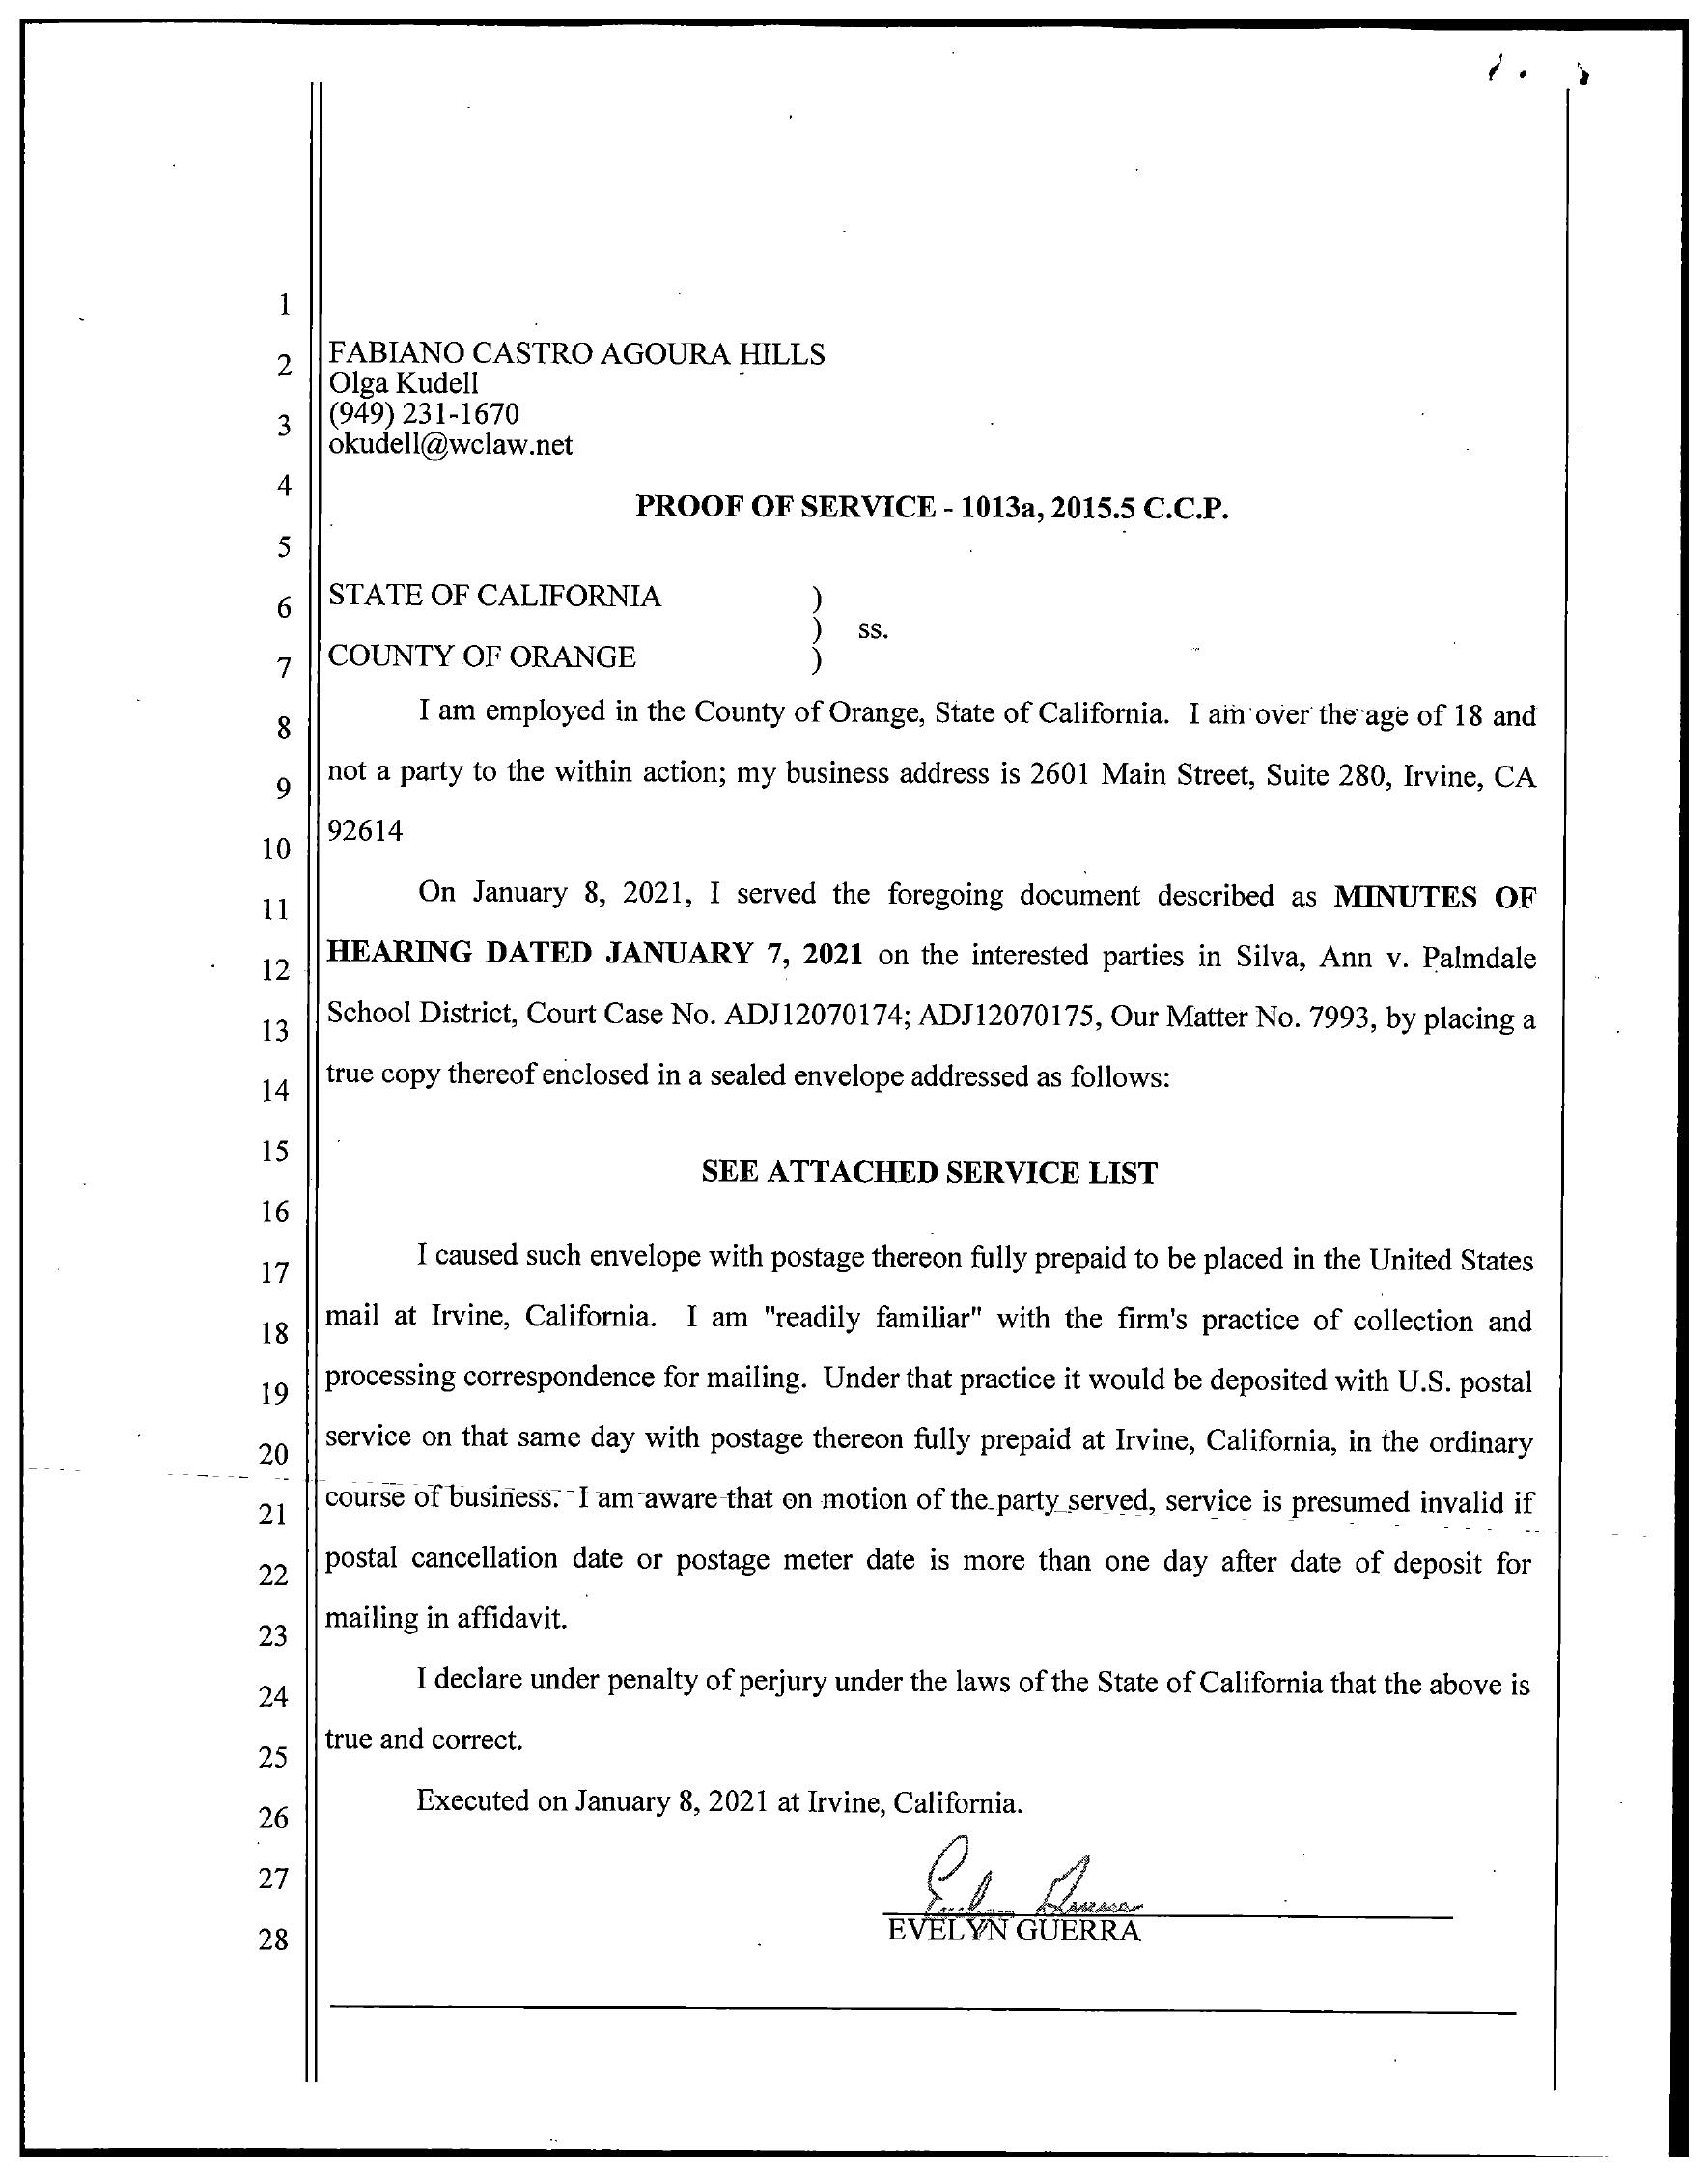 1
2 FABIANO CASTRO AGOURA HILLS
Olga Kudell
3 (949) 231-1670
okudell@wclaw.net
4
PROOF OF SERVICE - 1013a, 2015.5 C.C.P.
5
6 STATE OF CALIFORNIA )
) ss.
7 COUNTY OF ORANGE )
8 I am employed in the County of Orange, State of California. I am over the age of 18 and
9 not a party to the within action; my business address is 2601 Main Street, Suite 280, Irvine, CA
10 92614
11 On January 8, 2021, I served the foregoing document described as MINUTES OF
12 HEARING DATED JANUARY 7, 2021 on the interested parties in Silva, Ann v. Palmdale
13 School District, Court Case No. ADJ12070174; ADJ12070175, Our Matter No. 7993, by placing a
14 true copy thereof enclosed in a sealed envelope addressed as follows:
15
SEE ATTACHED SERVICE LIST
16
17 I caused such envelope with postage thereon fully prepaid to be placed in the United States
18 mail at Irvine, California. I am "readily familiar" with the firm's practice of collection and
19 processing correspondence for mailing. Under that practice it would be deposited with U.S. postal
20 service on that same day with postage thereon fully prepaid at Irvine, California, in the ordinary
21 course of business. I am aware that on motion of the party served, service is presumed invalid if
22 postal cancellation date or postage meter date is more than one day after date of deposit for
23 mailing in affidavit.
24 I declare under penalty of perjury under the laws of the State of California that the above is
25 true and correct.
26 Executed on January 8, 2021 at Irvine, California.
27
28 EVELYN GUERRA